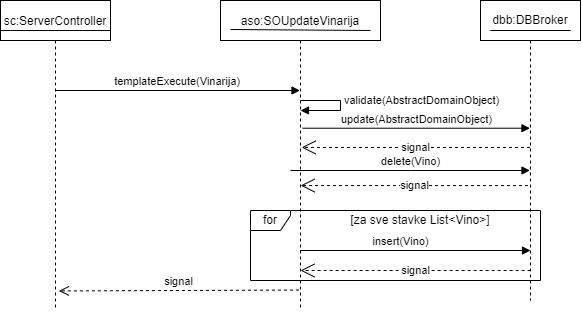 sc:ServerController
aso:SOUpdateVinarija
dbb:DBBroker
templateExecute(Vinarija)
validate(AbstractDomainObject)
update(AbstractDomainObject)
signal
delete(Vino)
signal
for
[za sve stavke List<Vino>]
insert(Vino)
signal
signal